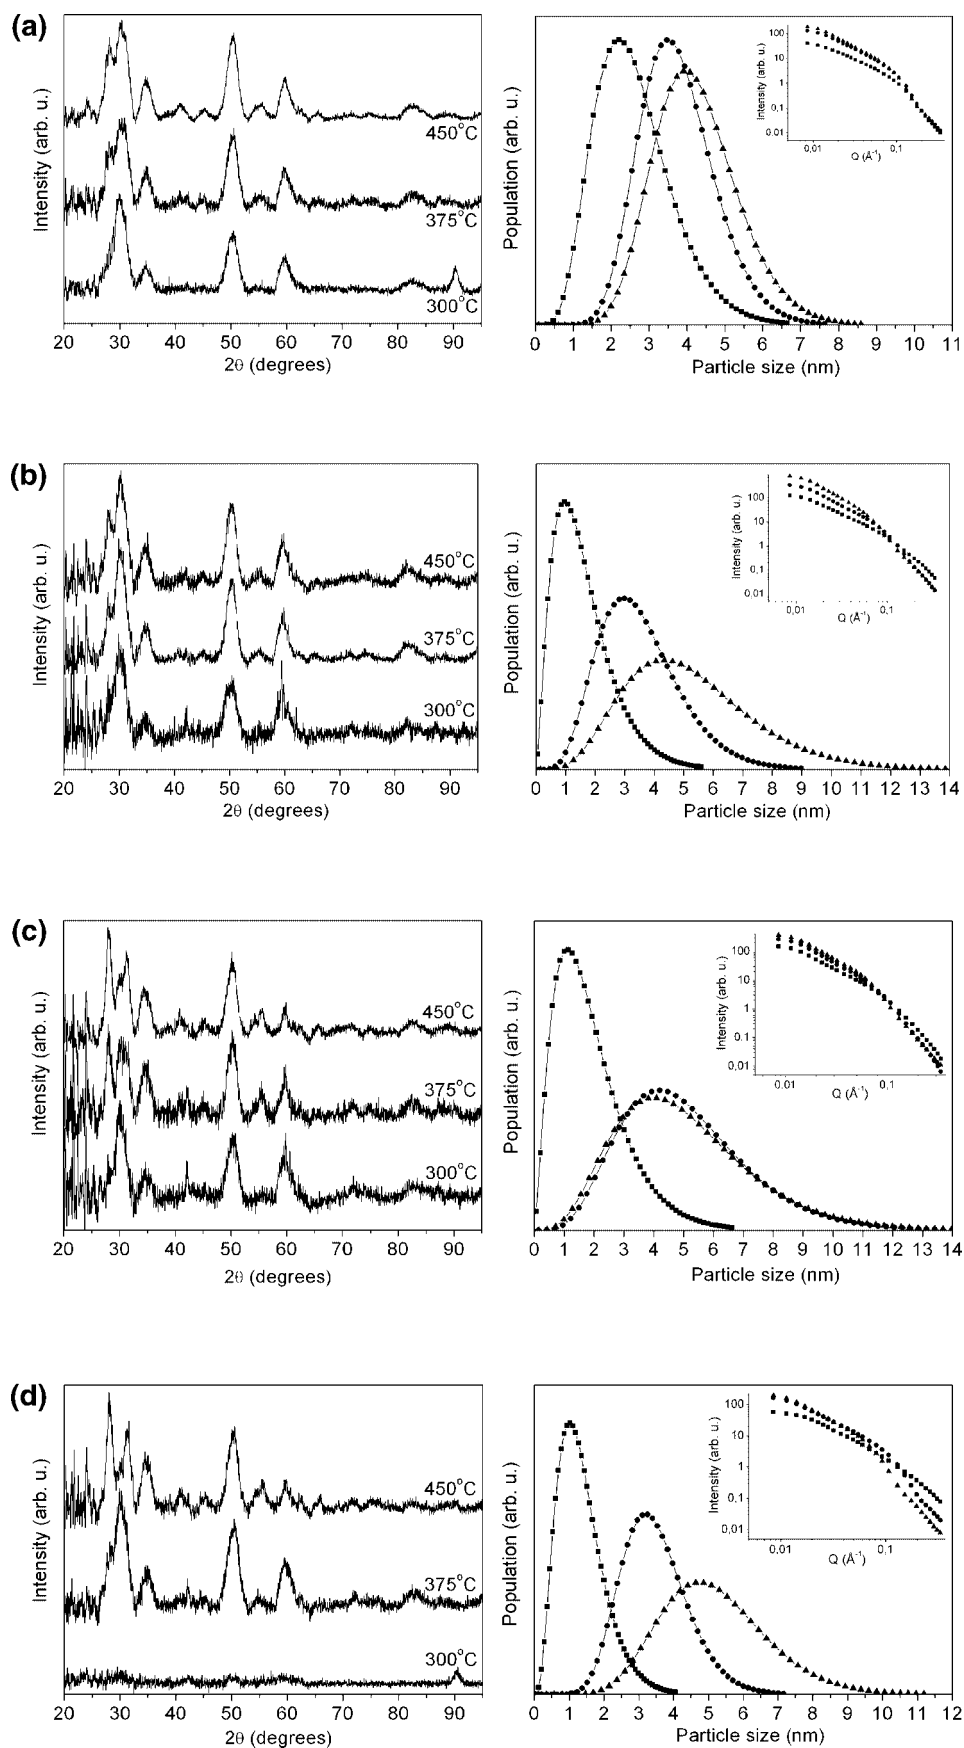 (a)
Intensity (arb. u.)
450°C
375°C
300°C
20 30 40 50 60 70 80 90
2θ (degrees)
Population (arb. u.)
0 1 2 3 4 5 6 7 8 9 10 11
Particle size (nm)
Intensity (arb. u.)
100
10
1
0,1
0.01
0,01 0,1
Q (Å⁻¹)
(b)
Intensity (arb. u.)
450°C
375°C
300°C
20 30 40 50 60 70 80 90
2θ (degrees)
Population (arb. u.)
0 1 2 3 4 5 6 7 8 9 10 11 12 13 14
Particle size (nm)
Intensity (arb. u.)
100
10
1
0,1
0.01
0,01 0,1
Q (Å⁻¹)
(c)
Intensity (arb. u.)
450°C
375°C
300°C
20 30 40 50 60 70 80 90
2θ (degrees)
Population (arb. u.)
0 1 2 3 4 5 6 7 8 9 10 11 12 13 14
Particle size (nm)
Intensity (arb. u.)
100
10
1
0,1
0,01
0,01 0,1
Q (Å⁻¹)
(d)
Intensity (arb. u.)
450°C
375°C
300°C
20 30 40 50 60 70 80 90
2θ (degrees)
Population (arb. u.)
0 1 2 3 4 5 6 7 8 9 10 11 12
Particle size (nm)
Intensity (arb. u.)
100
10
1
0,1
0,01
0,01 0,1
Q (Å⁻¹)